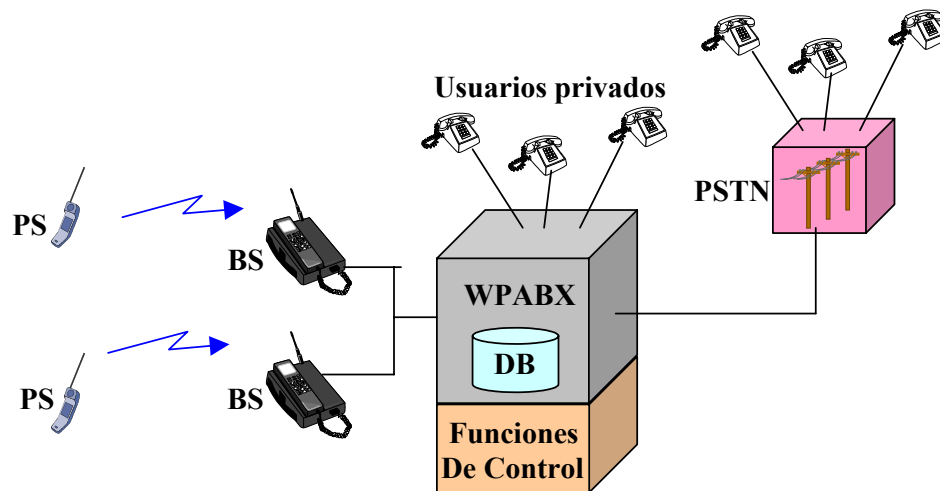 Usuarios privados
PSTN
PS
BS
WPABX
DB
PS
BS
Funciones
De Control